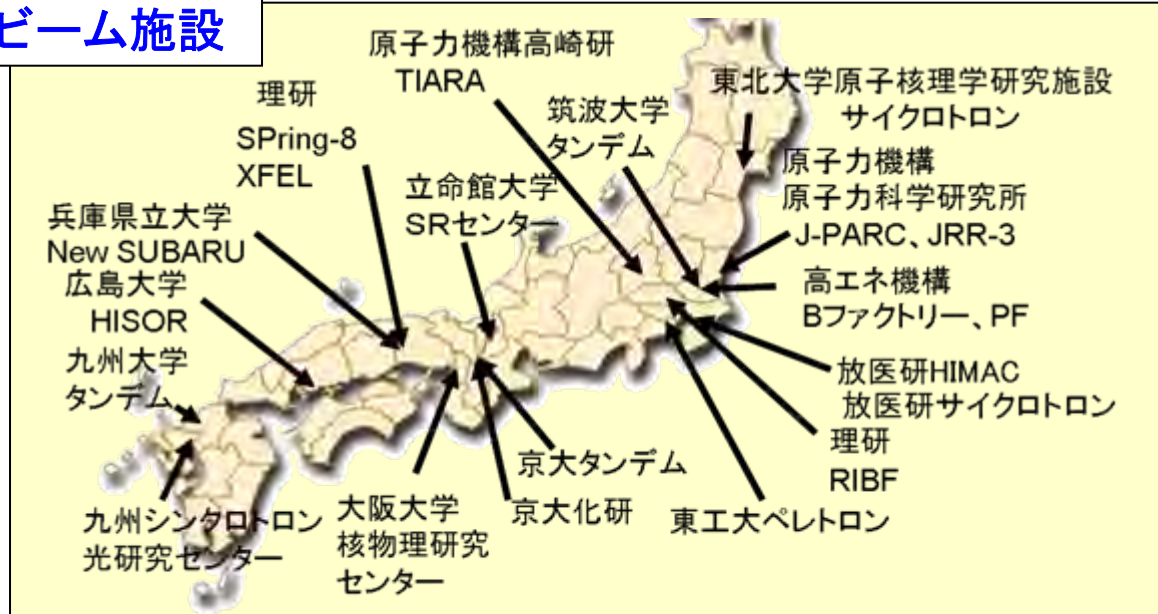 ビーム施設
原子力機構高崎研
TIARA
東北大学原子核理学研究施設
サイクロトロン
理研
SPring-8
XFEL
筑波大学
タンデム
原子力機構
原子力科学研究所
J-PARC、JRR-3
立命館大学
SRセンター
兵庫県立大学
New SUBARU
広島大学
HISOR
高エネ機構
Bファクトリー、PF
九州大学
タンデム
放医研HIMAC
放医研サイクロトロン
理研
RIBF
京大タンデム
京大化研
東工大ペレトロン
大阪大学
核物理研究
センター
九州シンクロトロン
光研究センター